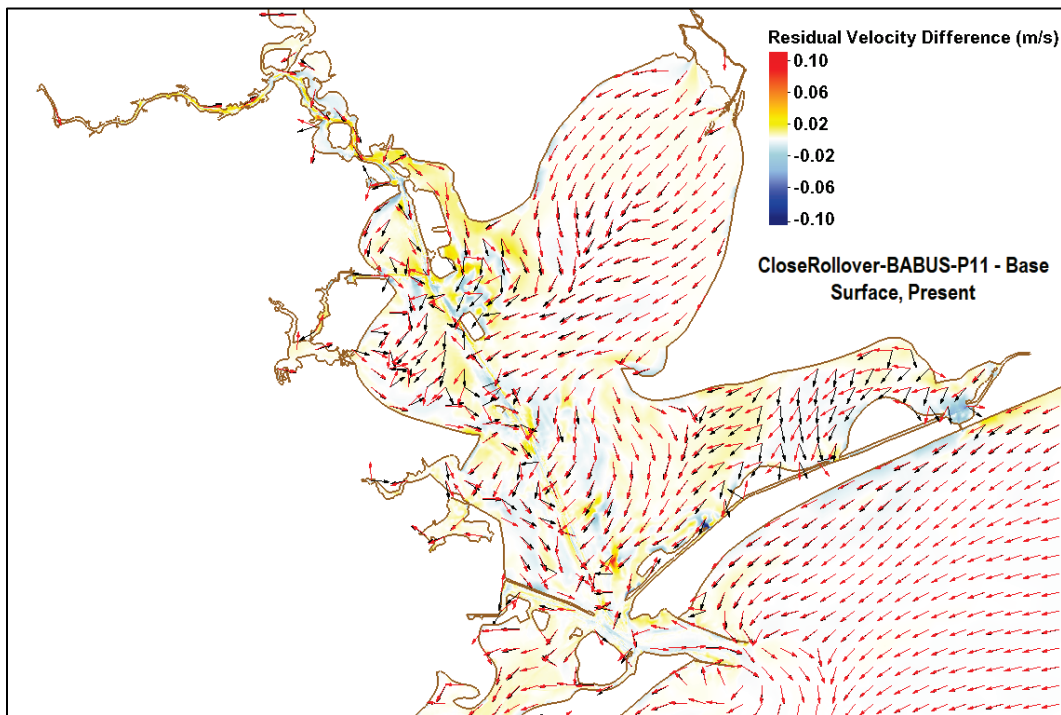 Residual Velocity Difference (m/s)
0.10
0.06
0.02
-0.02
-0.06
-0.10
CloseRollover-BABUS-P11 - Base
Surface, Present